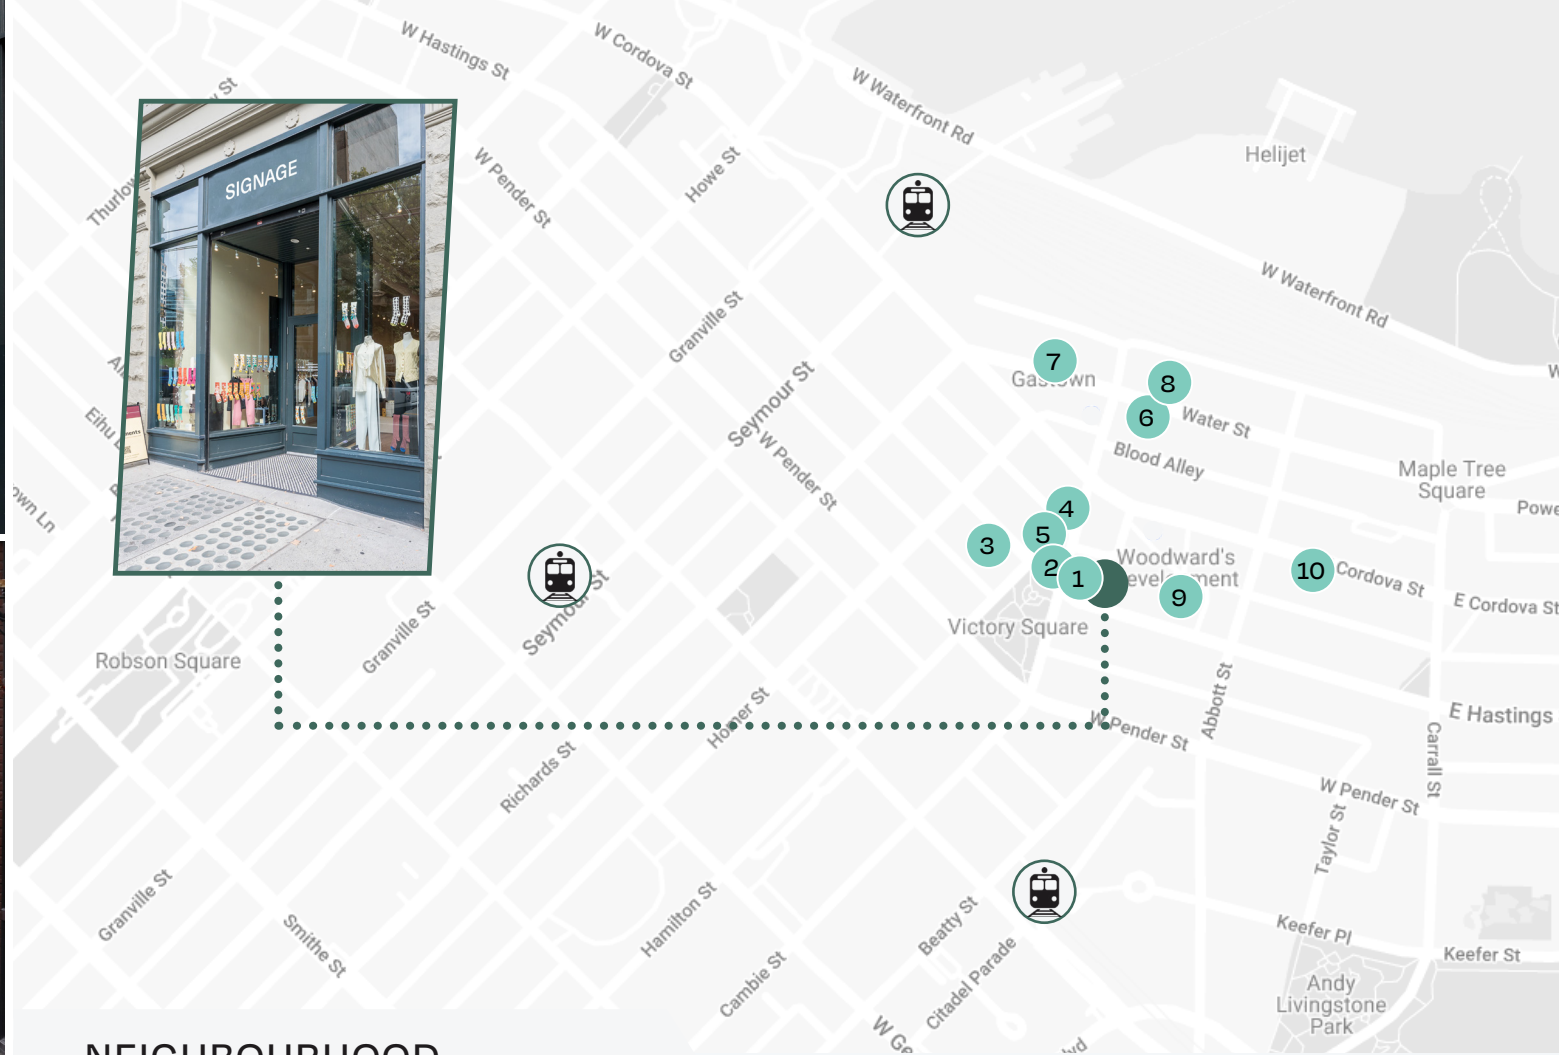 W Hastings St
W Cordova St
W Waterfront Rd
Helijet
St
SIGNAGE
W Pender St
Howe St
W Waterfront Rd
Granville St
7
Gastown
8
6
Water St
Seymour St
W Pender St
Blood Alley
Maple Tree
Square
4
5
3
2
1
Woodward's
9
10
Cordova St
E Cordova St
Victory Square
Seymour St
Granville St
Robson Square
Homer St
W Pender St
Abbott St
E Hastings
Carrall St
Richards St
W Pender St
Taylor St
Granville St
Smithe St
Hamilton St
Beatty St
Citadel Parade
Cambie St
Keefer Pl
Keefer St
Andy
Livingstone
Park
NEIGHBOURHOOD